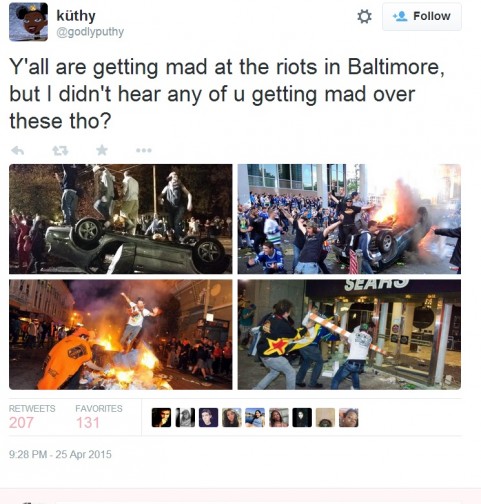 küthy
@godlyputhy
Follow
Y'all are getting mad at the riots in Baltimore,
but I didn't hear any of u getting mad over
these tho?
SEARS
RETWEETS FAVORITES
207 131
9:28 PM - 25 Apr 2015